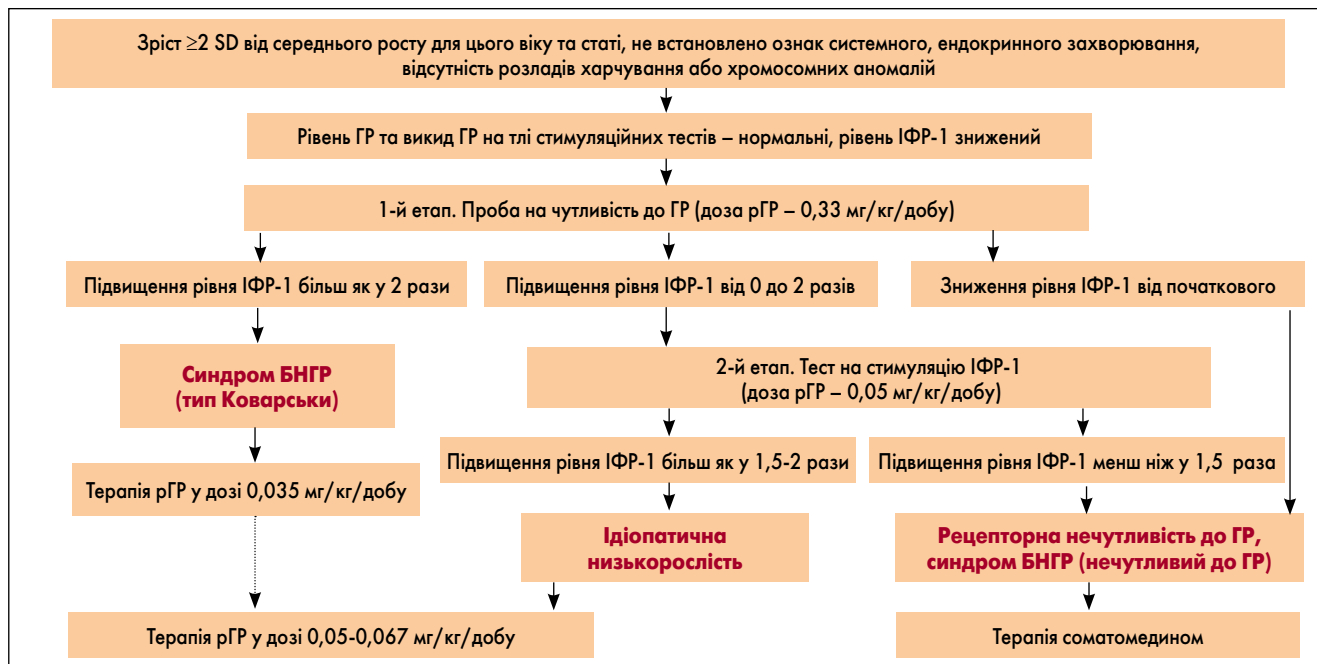 Зріст ≥2 SD від середнього росту для цього віку та статі, не встановлено ознак системного, ендокринного захворювання,
відсутність розладів харчування або хромосомних аномалій
Рівень ГР та викид ГР на тлі стимуляційних тестів – нормальні, рівень ІФР-1 знижений
1-й етап. Проба на чутливість до ГР (доза рГР – 0,33 мг/кг/добу)
Підвищення рівня ІФР-1 більш як у 2 рази
Підвищення рівня ІФР-1 від 0 до 2 разів
Зниження рівня ІФР-1 від початкового
Синдром БНГР
(тип Коварськи)
2-й етап. Тест на стимуляцію ІФР-1
(доза рГР – 0,05 мг/кг/добу)
Підвищення рівня ІФР-1 більш як у 1,5-2 рази
Підвищення рівня ІФР-1 менш ніж у 1,5 раза
Терапія рГР у дозі 0,035 мг/кг/добу
Ідіопатична
низькорослість
Рецепторна нечутливість до ГР,
синдром БНГР (нечутливий до ГР)
Терапія рГР у дозі 0,05-0,067 мг/кг/добу
Терапія соматомедином